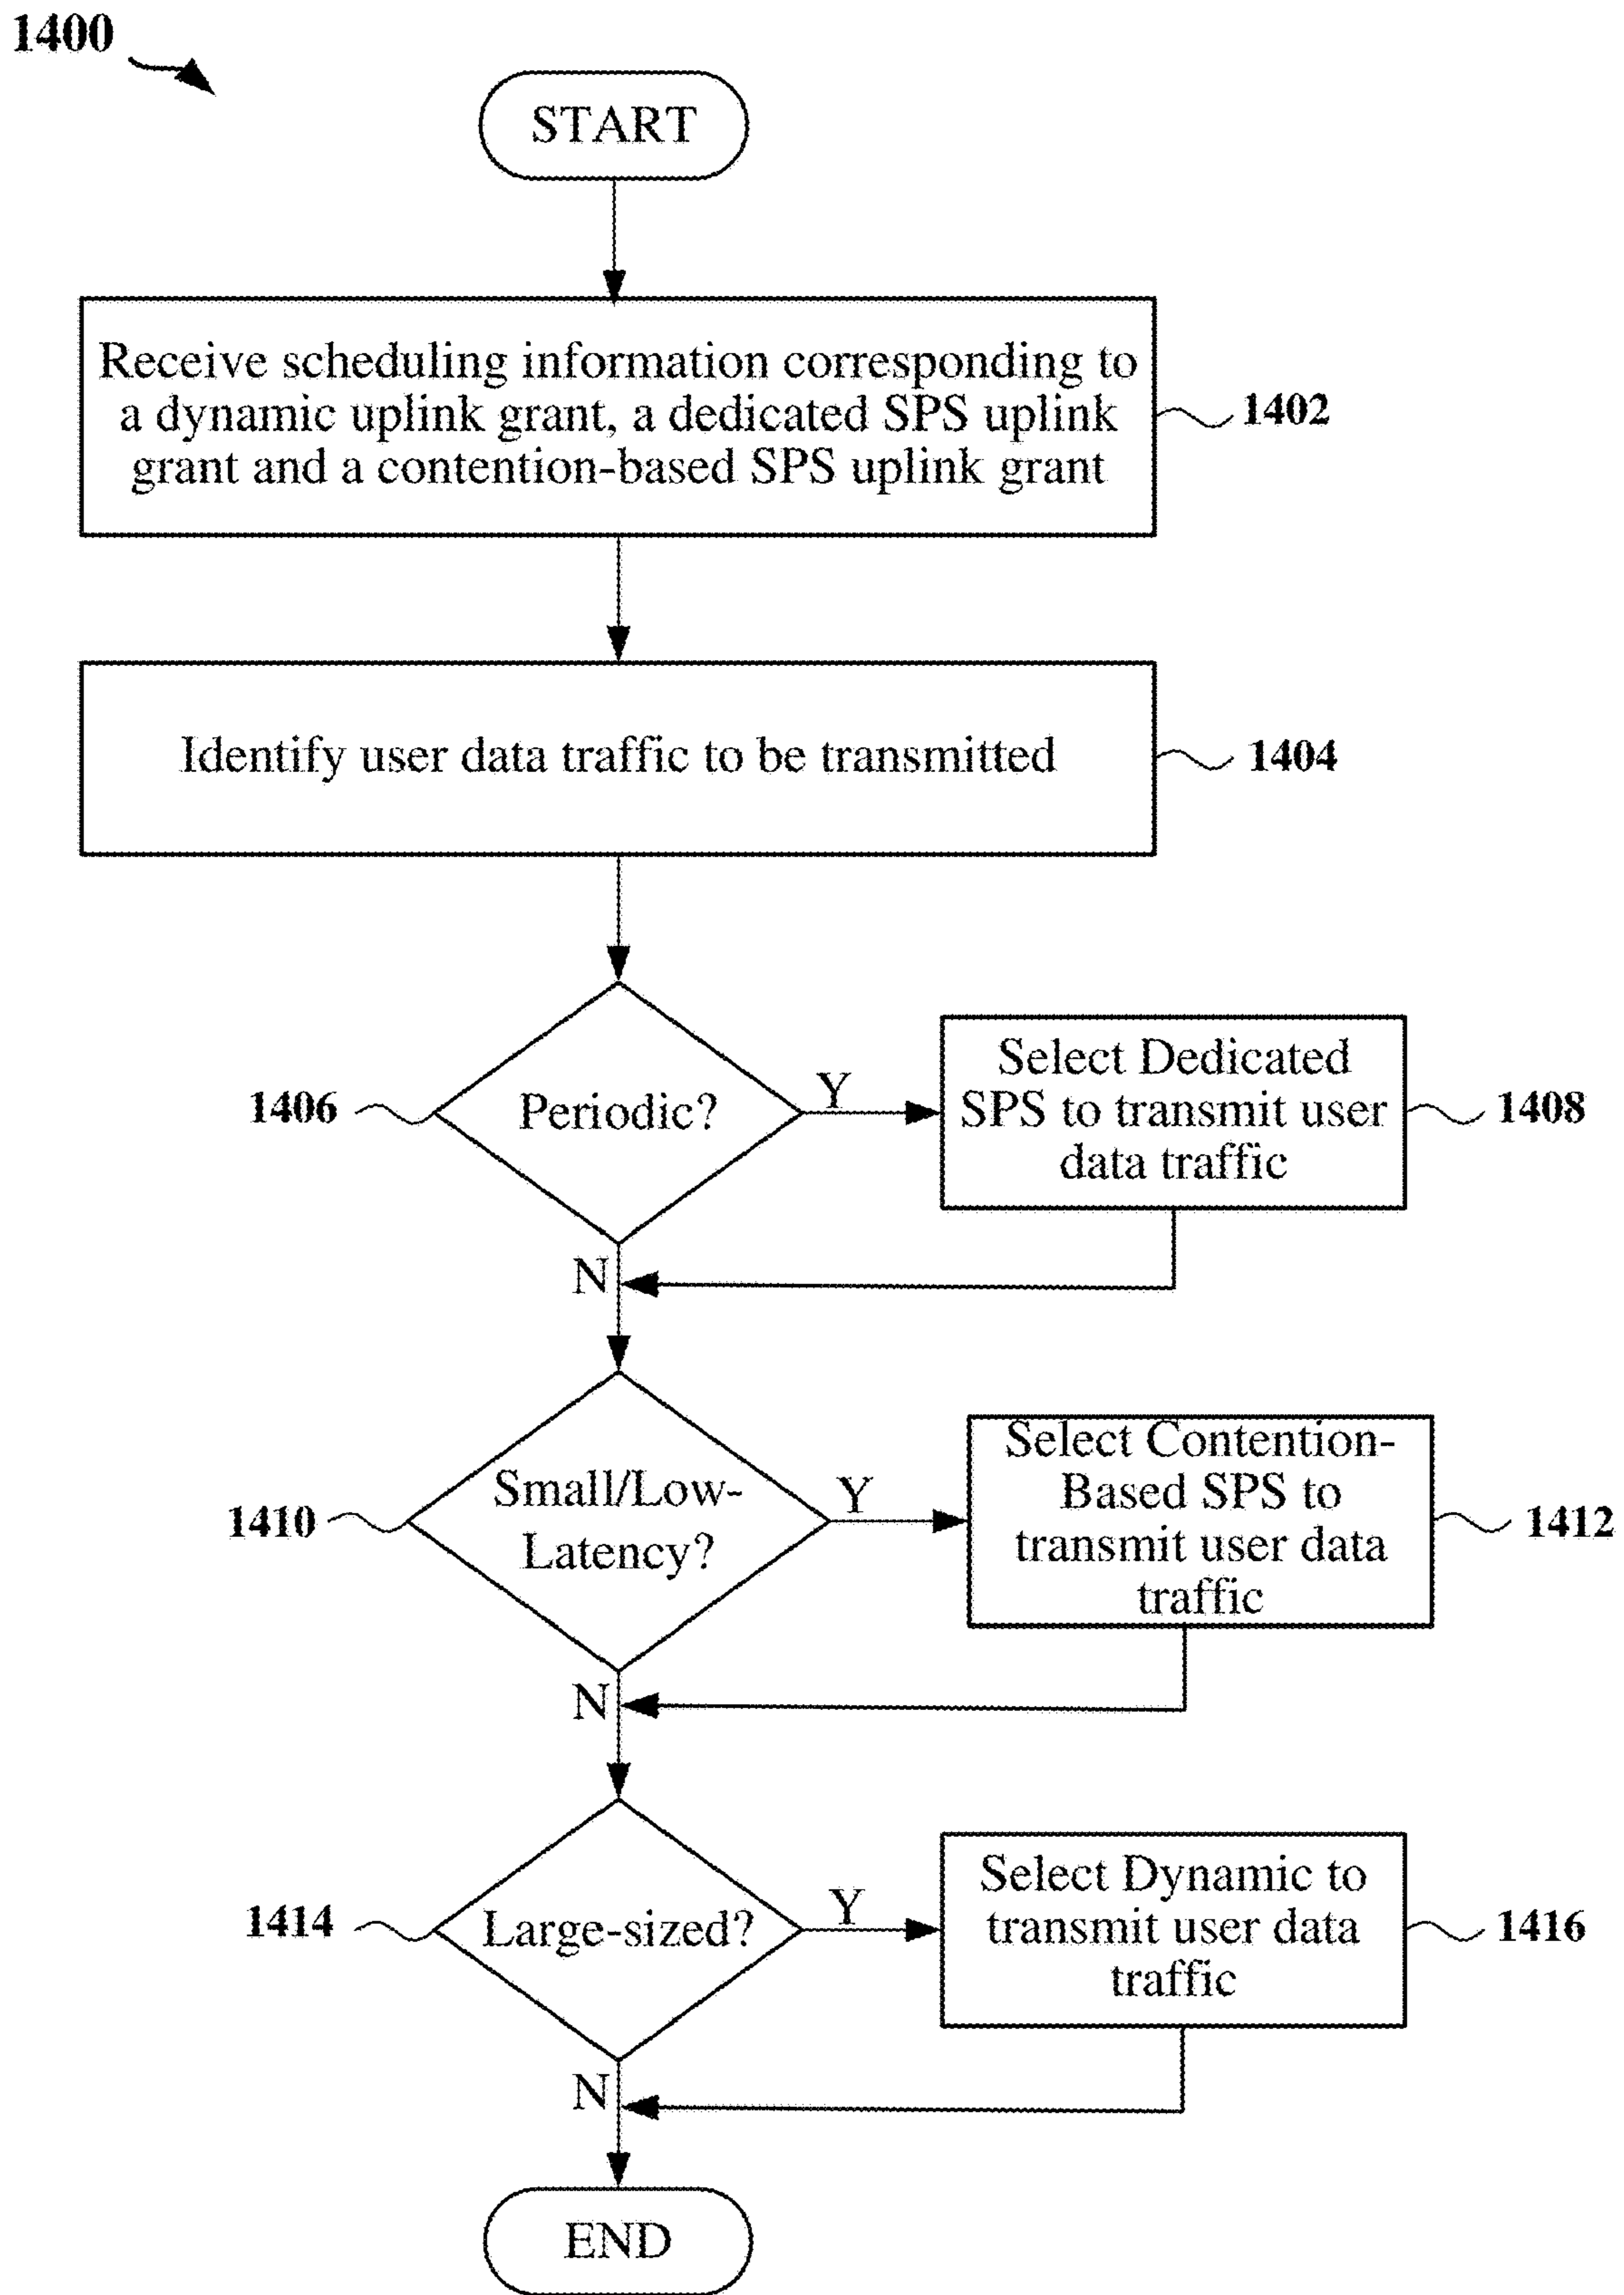 1400
START
Receive scheduling information corresponding to
a dynamic uplink grant, a dedicated SPS uplink
grant and a contention-based SPS uplink grant
1402
Identify user data traffic to be transmitted
1404
1406
Periodic?
Y
Select Dedicated
SPS to transmit user
data traffic
1408
N
1410
Small/Low-
Latency?
Y
Select Contention-
Based SPS to
transmit user data
traffic
1412
N
1414
Large-sized?
Y
Select Dynamic to
transmit user data
traffic
1416
N
END